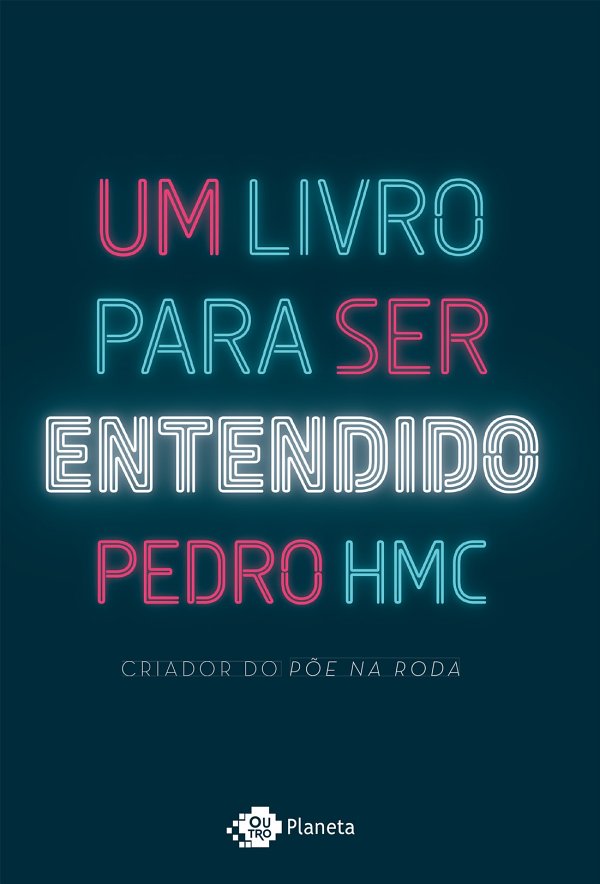 UM LIVRO
PARA SER
ENTENDIDO
PEDRO HMC
CRIADOR DO PÕE NA RODA
OU
TRO
Planeta